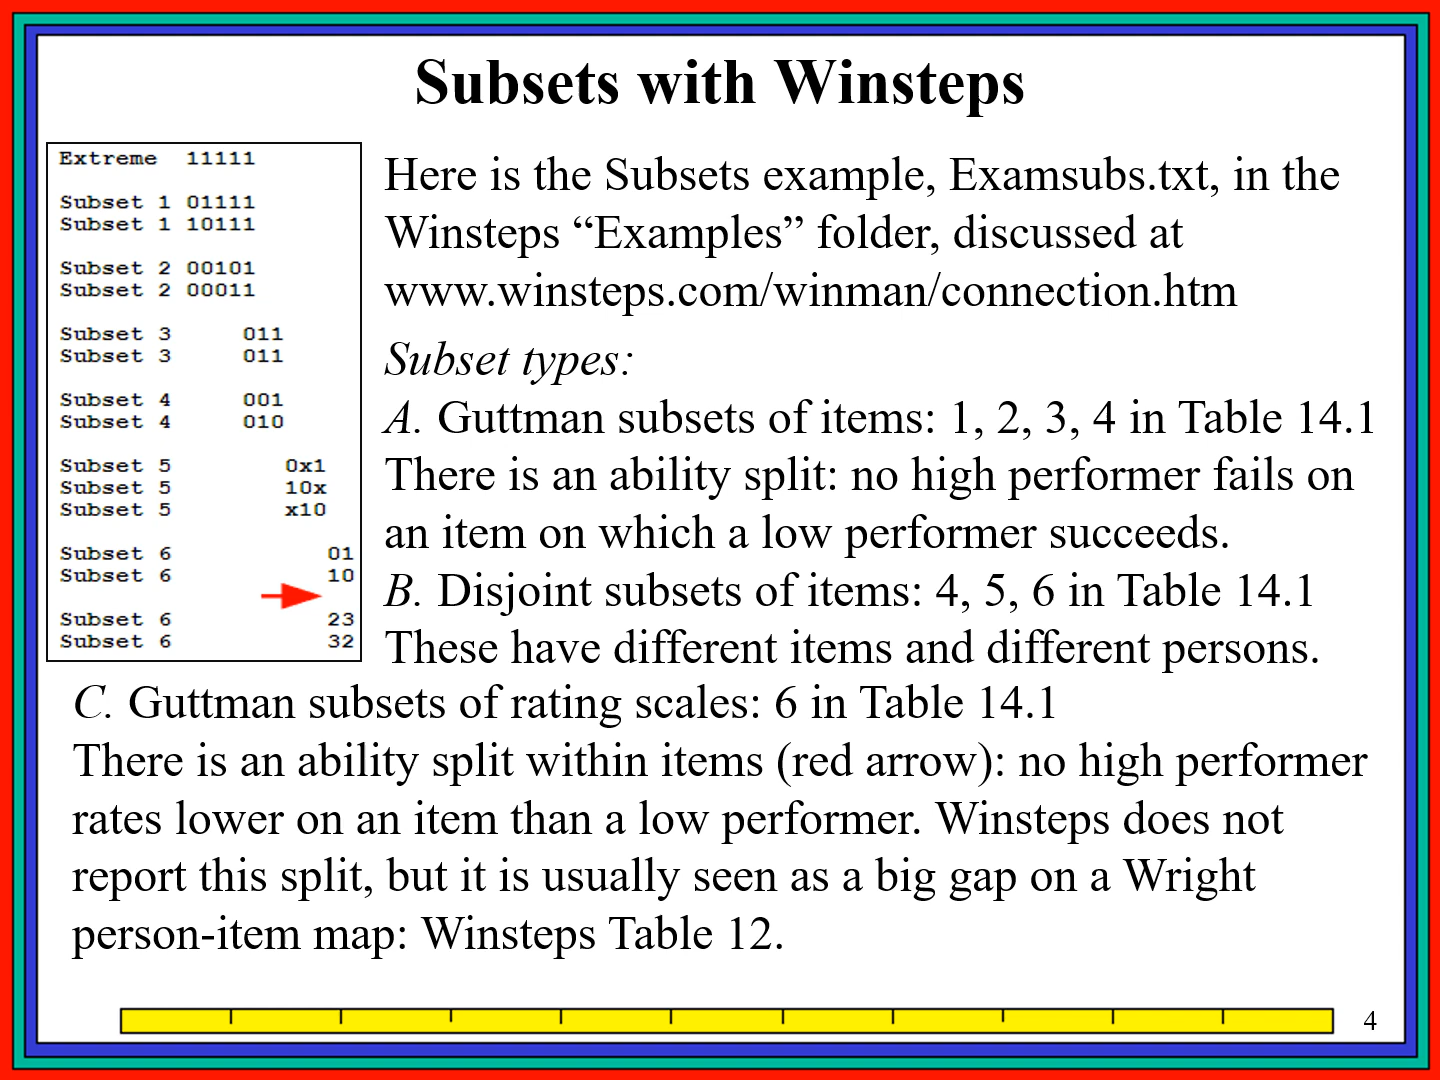 Subsets with Winsteps
Extreme  11111
Subset 1 01111
Subset 1 10111
Subset 2 00101
Subset 2 00011
Subset 3     011
Subset 3     011
Subset 4     001
Subset 4     010
Subset 5        0x1
Subset 5        10x
Subset 5        x10
Subset 6           01
Subset 6           10
Subset 6           23
Subset 6           32
Here is the Subsets example, Examsubs.txt, in the
Winsteps “Examples” folder, discussed at
www.winsteps.com/winman/connection.htm
Subset types:
A. Guttman subsets of items: 1, 2, 3, 4 in Table 14.1
There is an ability split: no high performer fails on
an item on which a low performer succeeds.
B. Disjoint subsets of items: 4, 5, 6 in Table 14.1
These have different items and different persons.
C. Guttman subsets of rating scales: 6 in Table 14.1
There is an ability split within items (red arrow): no high performer
rates lower on an item than a low performer. Winsteps does not
report this split, but it is usually seen as a big gap on a Wright
person-item map: Winsteps Table 12.
4